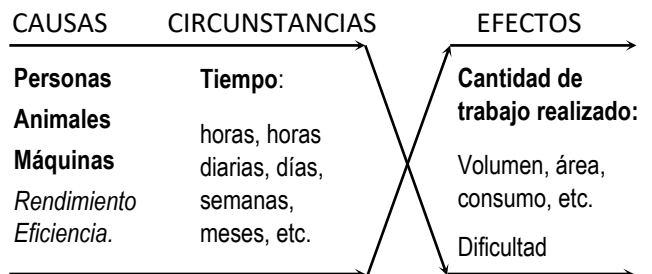 CAUSAS CIRCUNSTANCIAS EFECTOS
Personas
Animales
Máquinas
Rendimiento
Eficiencia.
Tiempo:
horas, horas
diarias, días,
semanas,
meses, etc.
Cantidad de
trabajo realizado:
Volumen, área,
consumo, etc.
Dificultad